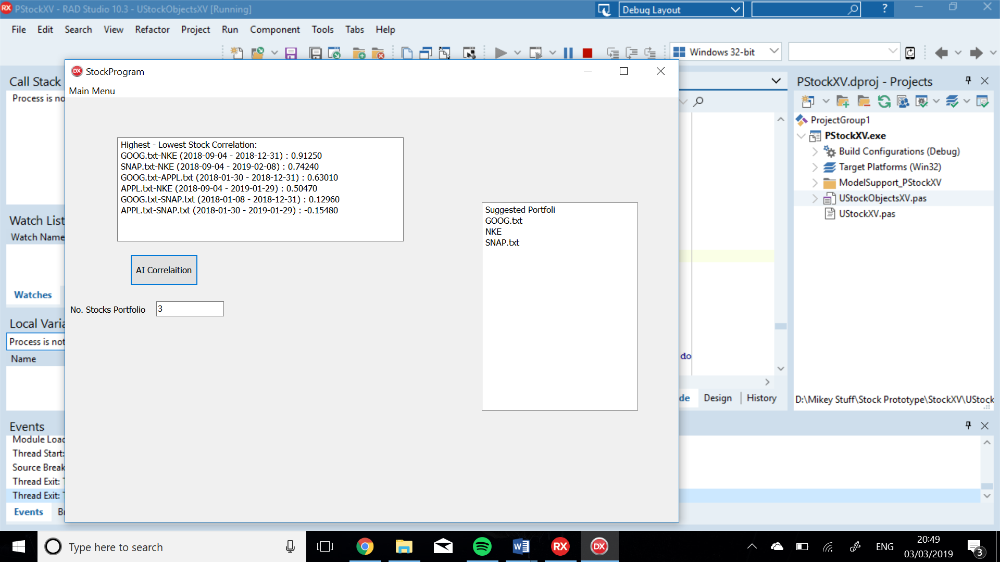 PStockXV - RAD Studio 10.3 - UStockObjectsXV [Running]
Debug Layout
?
File Edit Search View Refactor Project Run Component Tools Tabs Help
Windows 32-bit
Call Stack
Process is no
StockProgram
Main Menu
Highest - Lowest Stock Correlation:
GOOG.txt-NKE (2018-09-04 - 2018-12-31) : 0.91250
SNAP.txt-NKE (2018-09-04 - 2019-02-08) : 0.74240
GOOG.txt-APPL.txt (2018-01-30 - 2018-12-31) : 0.63010
APPL.txt-NKE (2018-09-04 - 2019-01-29) : 0.50470
GOOG.txt-SNAP.txt (2018-01-08 - 2018-12-31) : 0.12960
APPL.txt-SNAP.txt (2018-01-30 - 2019-01-29) : -0.15480
AI Correlaition
No. Stocks Portfolio 3
Suggested Portfoli
GOOG.txt
NKE
SNAP.txt
Watch List
Watch Name
Watches
Local Varia
Process is not
Name
Events
Module Load
Thread Start:
Source Break
Thread Exit: T
Thread Exit: T
Events Br
do
de Design History
PStockXV.dproj - Projects
ProjectGroup1
PStockXV.exe
Build Configurations (Debug)
Target Platforms (Win32)
ModelSupport_PStockXV
UStockObjectsXV.pas
UStockXV.pas
D:\Mikey Stuff\Stock Prototype\StockXV\UStock
RX
DX
Type here to search
W
RX
DX
ENG
20:49
03/03/2019
3